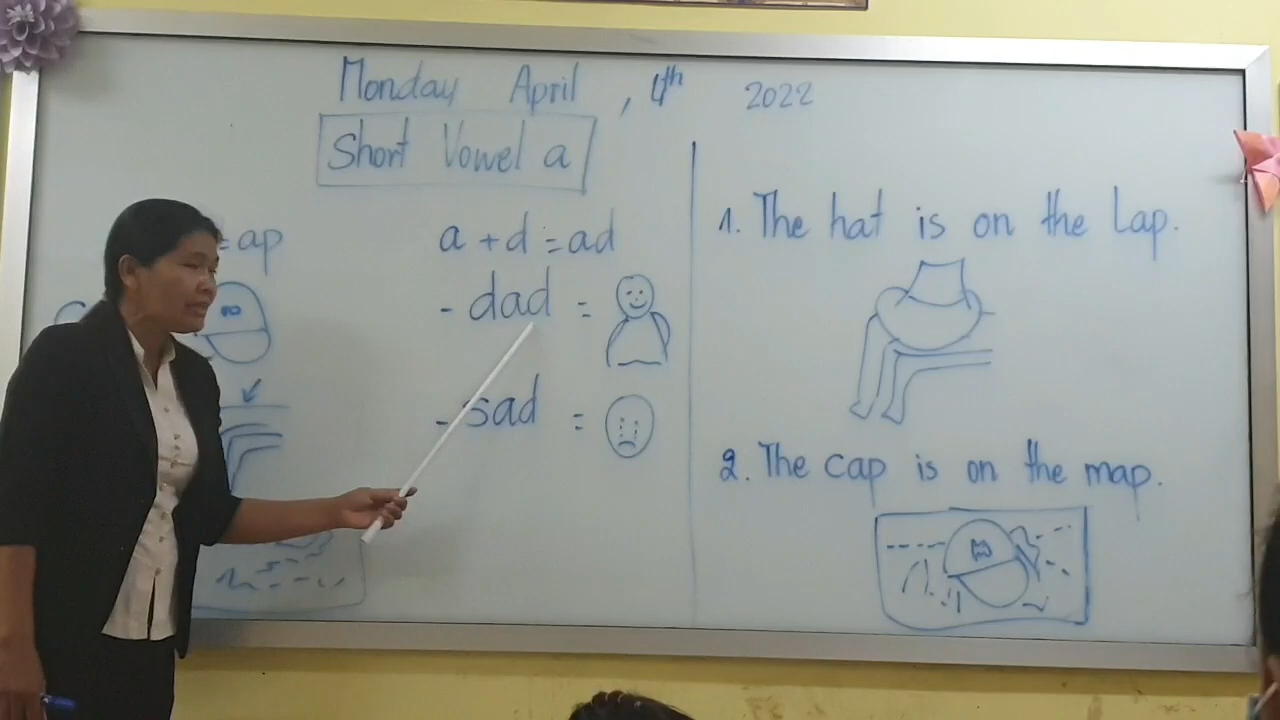 Monday April, 4th 2022
Short Vowel a
= ap
a + d = ad
- dad =
- sad =
1. The hat is on the Lap.
2. The cap is on the map.